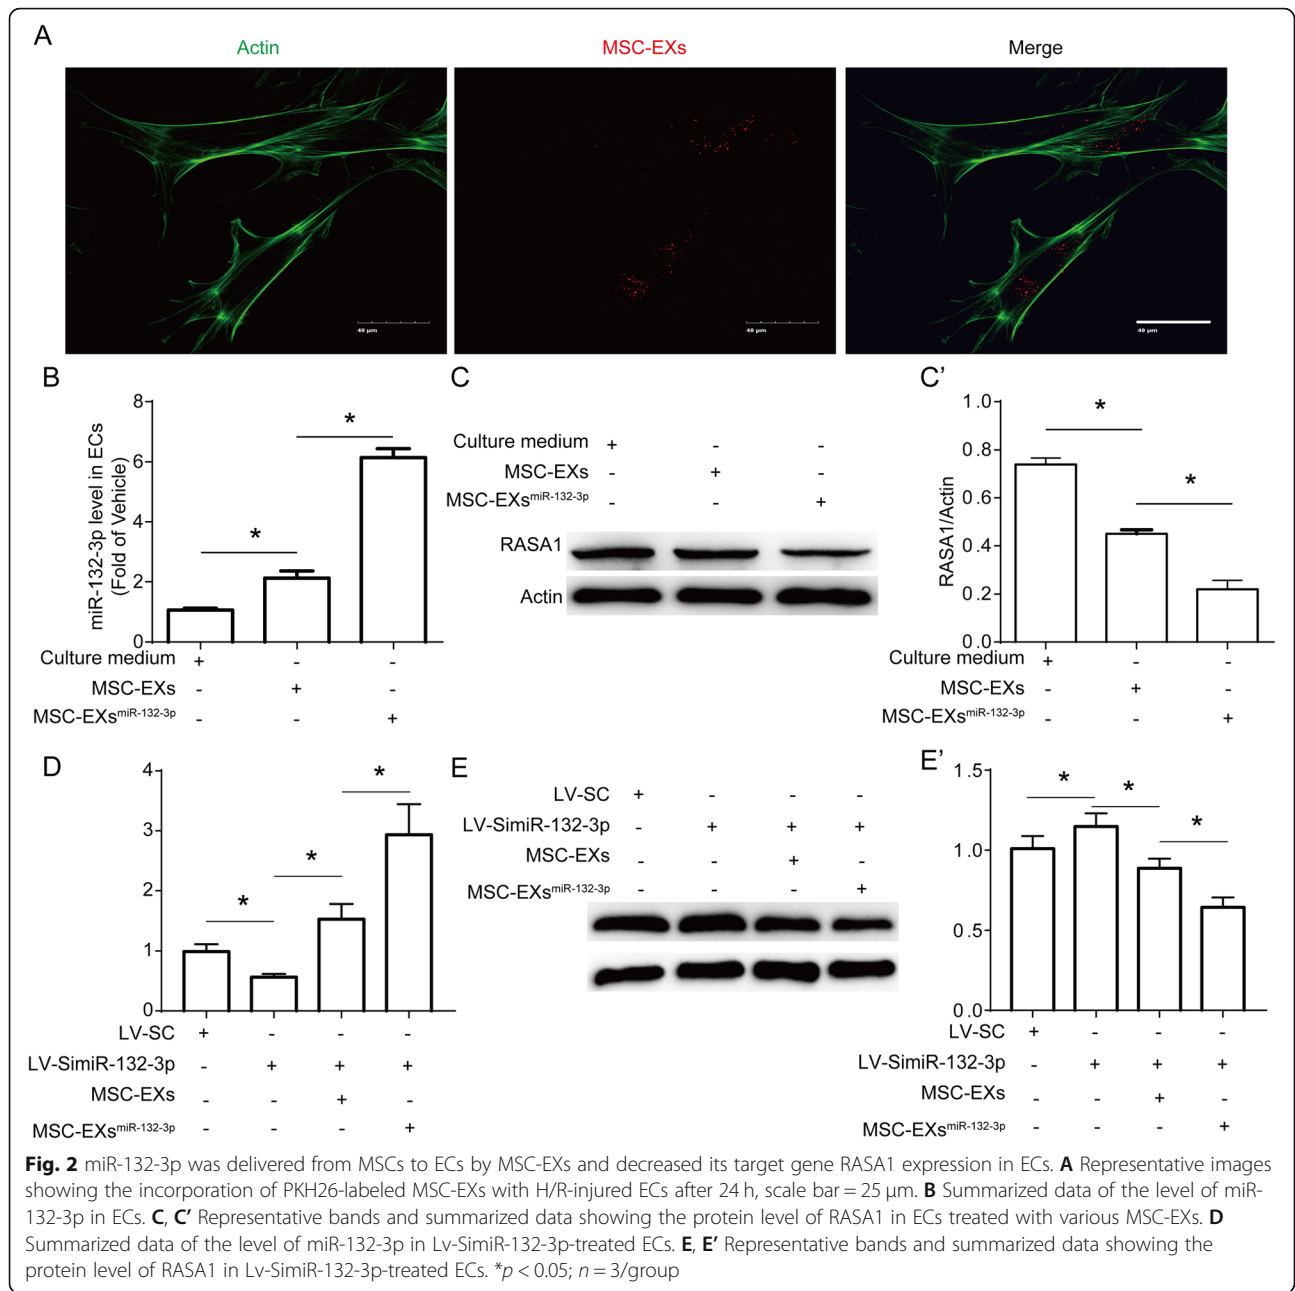 A
Actin
MSC-EXs
Merge
40 µm
40 µm
40 µm
B
miR-132-3p level in ECs
(Fold of Vehicle)
8
6
4
2
0
*
*
Culture medium + - -
MSC-EXs - + -
MSC-EXsmiR-132-3p - - +
C
Culture medium + - -
MSC-EXs - + -
MSC-EXsmiR-132-3p - - +
RASA1
Actin
C’
RASA1/Actin
1.0
0.8
0.6
0.4
0.2
0.0
*
*
Culture medium + - -
MSC-EXs - + -
MSC-EXsmiR-132-3p - - +
D
4
3
2
1
0
*
*
*
LV-SC + - - -
LV-SimiR-132-3p - + + +
MSC-EXs - - + -
MSC-EXsmiR-132-3p - - - +
E
LV-SC + - - -
LV-SimiR-132-3p - + + +
MSC-EXs - - + -
MSC-EXsmiR-132-3p - - - +
E’
1.5
1.0
0.5
0.0
*
*
*
LV-SC + - - -
LV-SimiR-132-3p - + + +
MSC-EXs - - + -
MSC-EXsmiR-132-3p - - - +
Fig. 2 miR-132-3p was delivered from MSCs to ECs by MSC-EXs and decreased its target gene RASA1 expression in ECs. A Representative images
showing the incorporation of PKH26-labeled MSC-EXs with H/R-injured ECs after 24 h, scale bar = 25 µm. B Summarized data of the level of miR-
132-3p in ECs. C, C’ Representative bands and summarized data showing the protein level of RASA1 in ECs treated with various MSC-EXs. D
Summarized data of the level of miR-132-3p in Lv-SimiR-132-3p-treated ECs. E, E’ Representative bands and summarized data showing the
protein level of RASA1 in Lv-SimiR-132-3p-treated ECs. *p < 0.05; n = 3/group